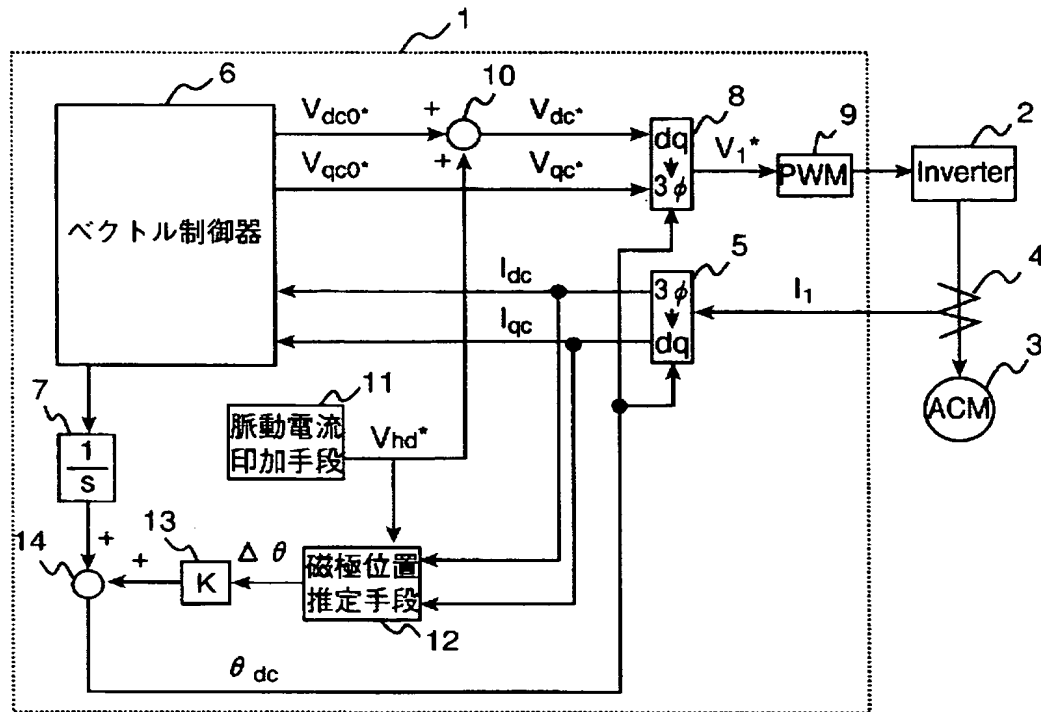 1
6
10
8
9
2
V_dc0*
+
V_dc*
dq
V_1*
PWM
Inverter
V_qc0*
+
V_qc*
3φ
ベクトル制御器
I_dc
5
4
3φ
I_1
I_qc
dq
3
7
11
ACM
脈動電流
印加手段
V_hd*
1
s
14
+
+
13
Δθ
K
磁極位置
推定手段
12
θ_dc